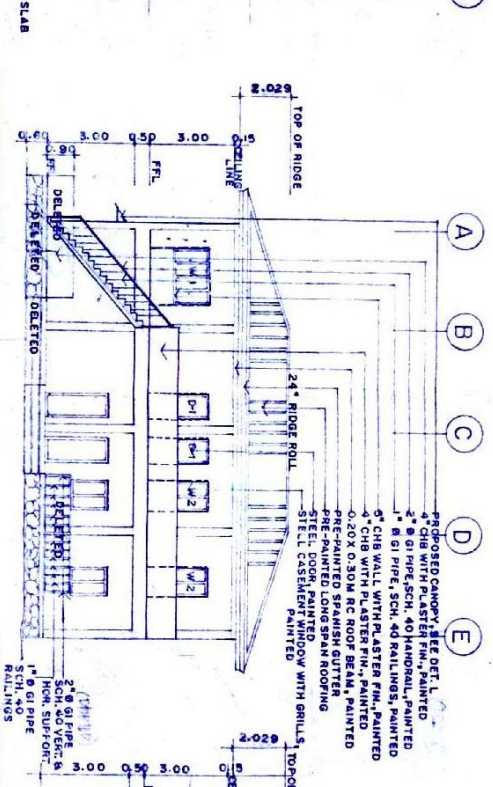 SLAB
A
B
C
D
E
PROPOSED CANOPY, SEE DET. L
4" CHB WITH PLASTER FIN., PAINTED
2" Ø GI PIPE, SCH. 40 HANDRAIL, PAINTED
1" Ø GI PIPE, SCH. 40 RAILINGS, PAINTED
6" CHB WALL WITH PLASTER FIN., PAINTED
4" CHB WITH PLASTER FIN., PAINTED
0.20 X 0.30M RC ROOF BEAM, PAINTED
PRE-PAINTED SPANISH GUTTER
PRE-PAINTED LONG SPAN ROOFING
STEEL DOOR, PAINTED
STELL CASEMENT WINDOW WITH GRILLS,
PAINTED
24" RIDGE ROLL
TOP OF RIDGE
2.029
CEILING
LINE
0.15
3.00
FFL
0.50
3.00
0.90
0.60
DELETED
DELETED
DELETED
DELETED
D-1
D-1
W2
W2
2" Ø GI PIPE
SCH. 40 VERT. &
HOR. SUPPORT
1" Ø GI PIPE
SCH. 40
RAILINGS
2.029
0.15
3.00
3.00